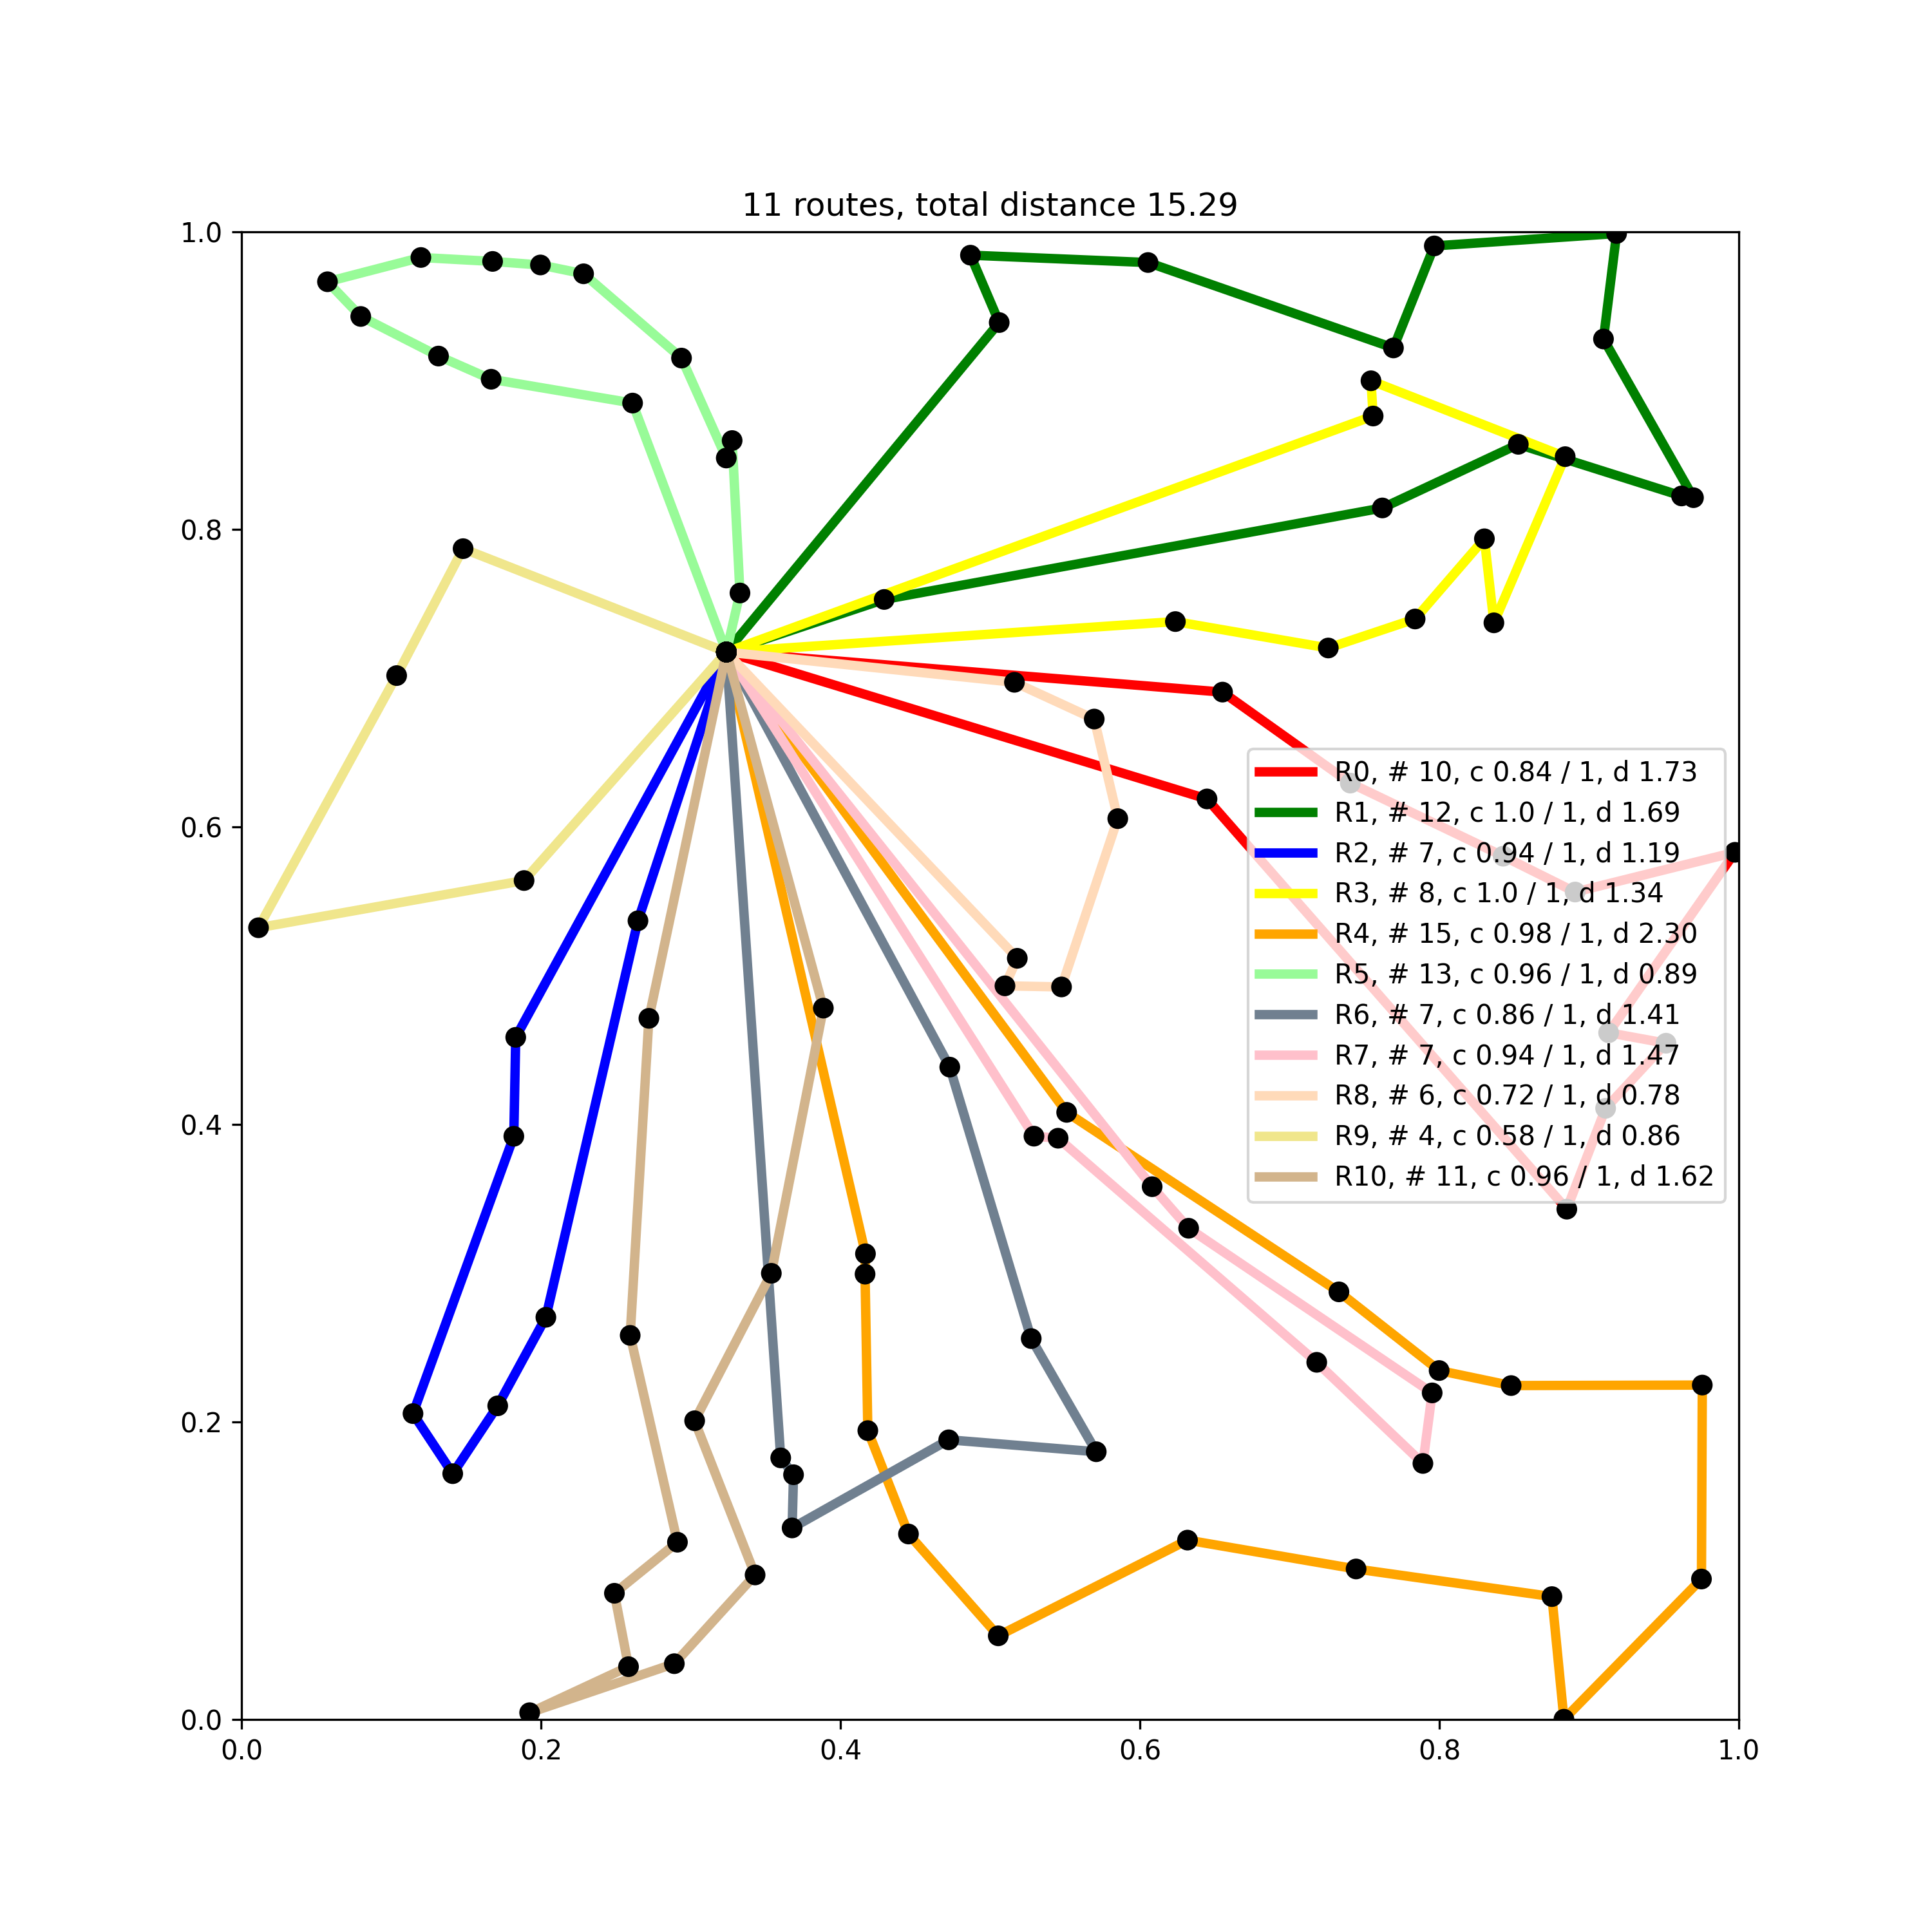 11 routes, total distance 15.29
1.0
0.8
0.6
0.4
0.2
0.0
0.0 0.2 0.4 0.6 0.8 1.0
R0, # 10, c 0.84 / 1, d 1.73
R1, # 12, c 1.0 / 1, d 1.69
R2, # 7, c 0.94 / 1, d 1.19
R3, # 8, c 1.0 / 1, d 1.34
R4, # 15, c 0.98 / 1, d 2.30
R5, # 13, c 0.96 / 1, d 0.89
R6, # 7, c 0.86 / 1, d 1.41
R7, # 7, c 0.94 / 1, d 1.47
R8, # 6, c 0.72 / 1, d 0.78
R9, # 4, c 0.58 / 1, d 0.86
R10, # 11, c 0.96 / 1, d 1.62